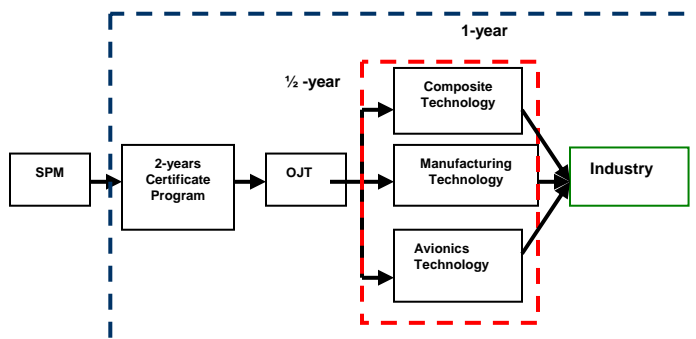 1-year
½ -year
Composite
Technology
SPM
2-years
Certificate
Program
OJT
Manufacturing
Technology
Industry
Avionics
Technology